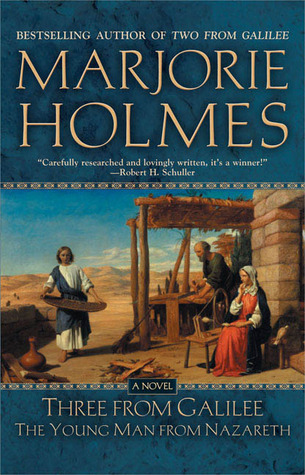 BESTSELLING AUTHOR OF TWO FROM GALILEE
MARJORIE
HOLMES
“Carefully researched and lovingly written, it’s a winner!”
—Robert H. Schuller
A NOVEL
THREE FROM GALILEE
THE YOUNG MAN FROM NAZARETH